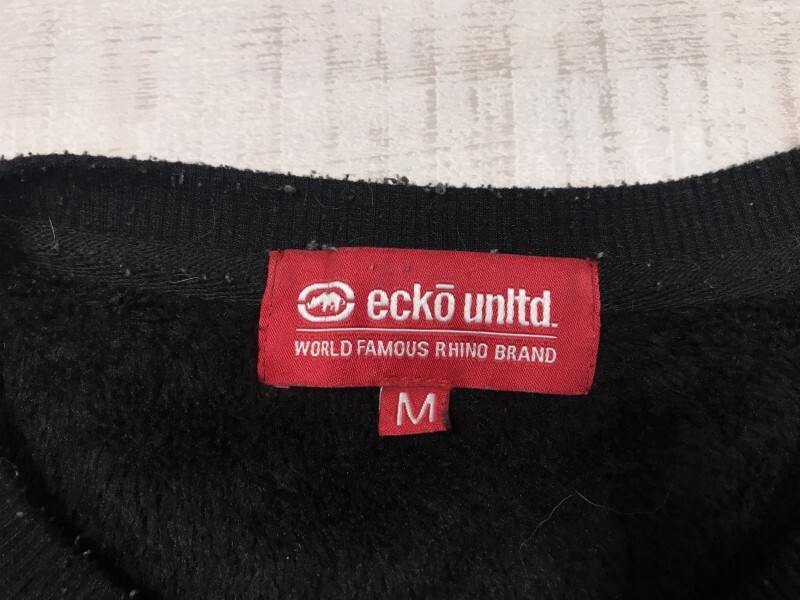 eckō unltd.
WORLD FAMOUS RHINO BRAND
M